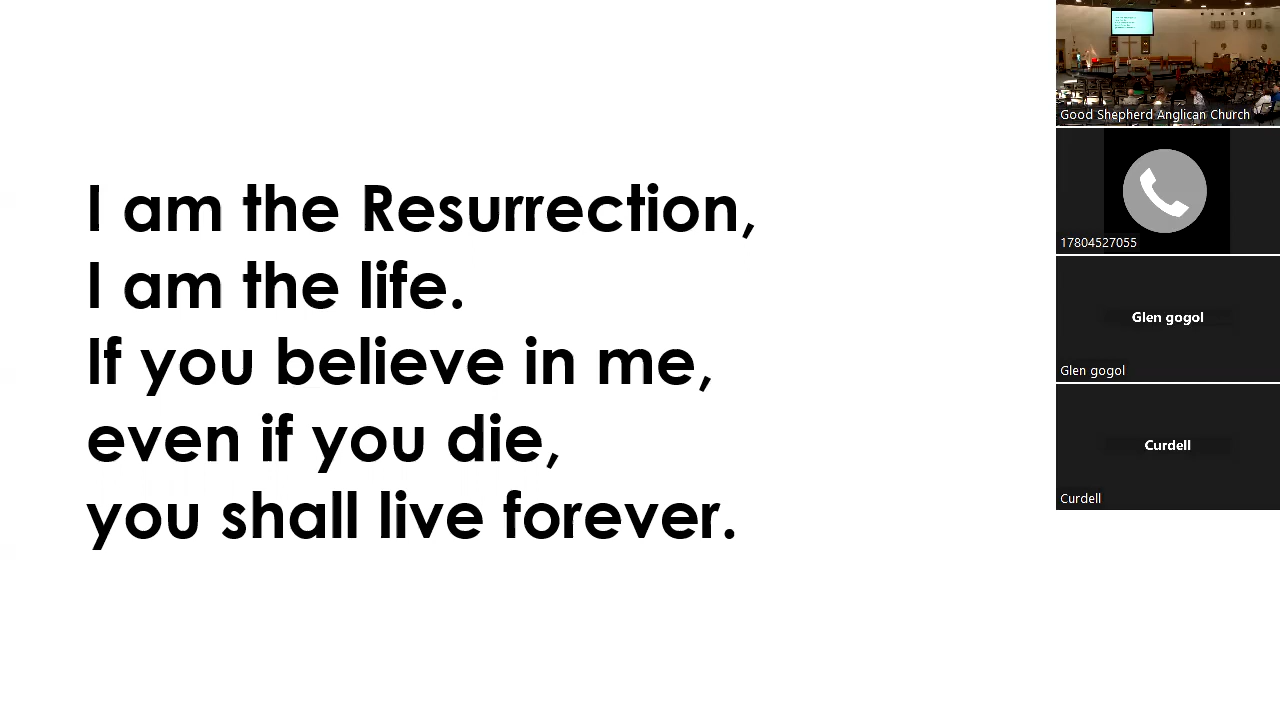 I am the Resurrection,
I am the life.
If you believe in me,
even if you die,
you shall live forever.
Good Shepherd Anglican Church
17804527055
Glen gogol
Glen gogol
Curdell
Curdell